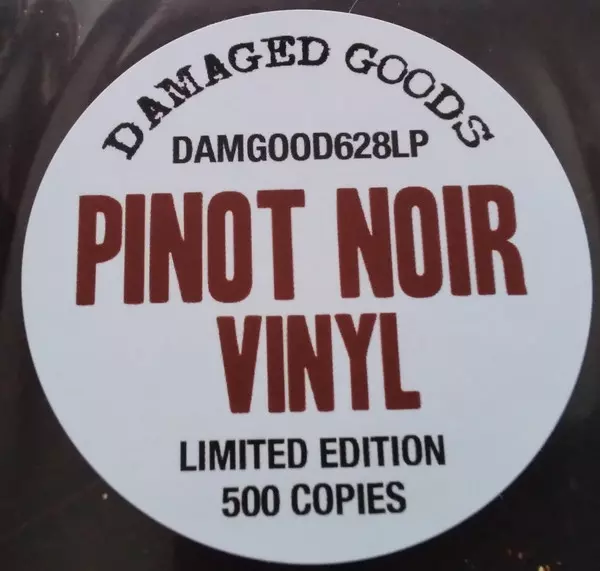 DAMAGED GOODS
DAMGOOD628LP
PINOT NOIR
VINYL
LIMITED EDITION
500 COPIES